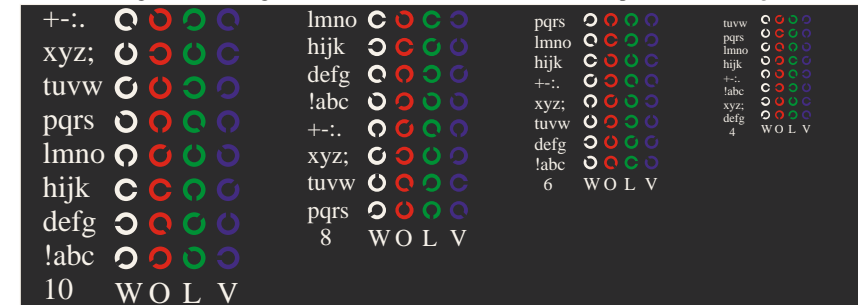 +-:.
xyz;
tuvw
pqrs
lmno
hijk
defg
!abc
10 W O L V
lmno
hijk
defg
!abc
+-:.
xyz;
tuvw
pqrs
8 W O L V
pqrs
lmno
hijk
+-:.
xyz;
tuvw
defg
!abc
6 W O L V
tuvw
pqrs
lmno
hijk
+-:.
!abc
xyz;
defg
4 W O L V